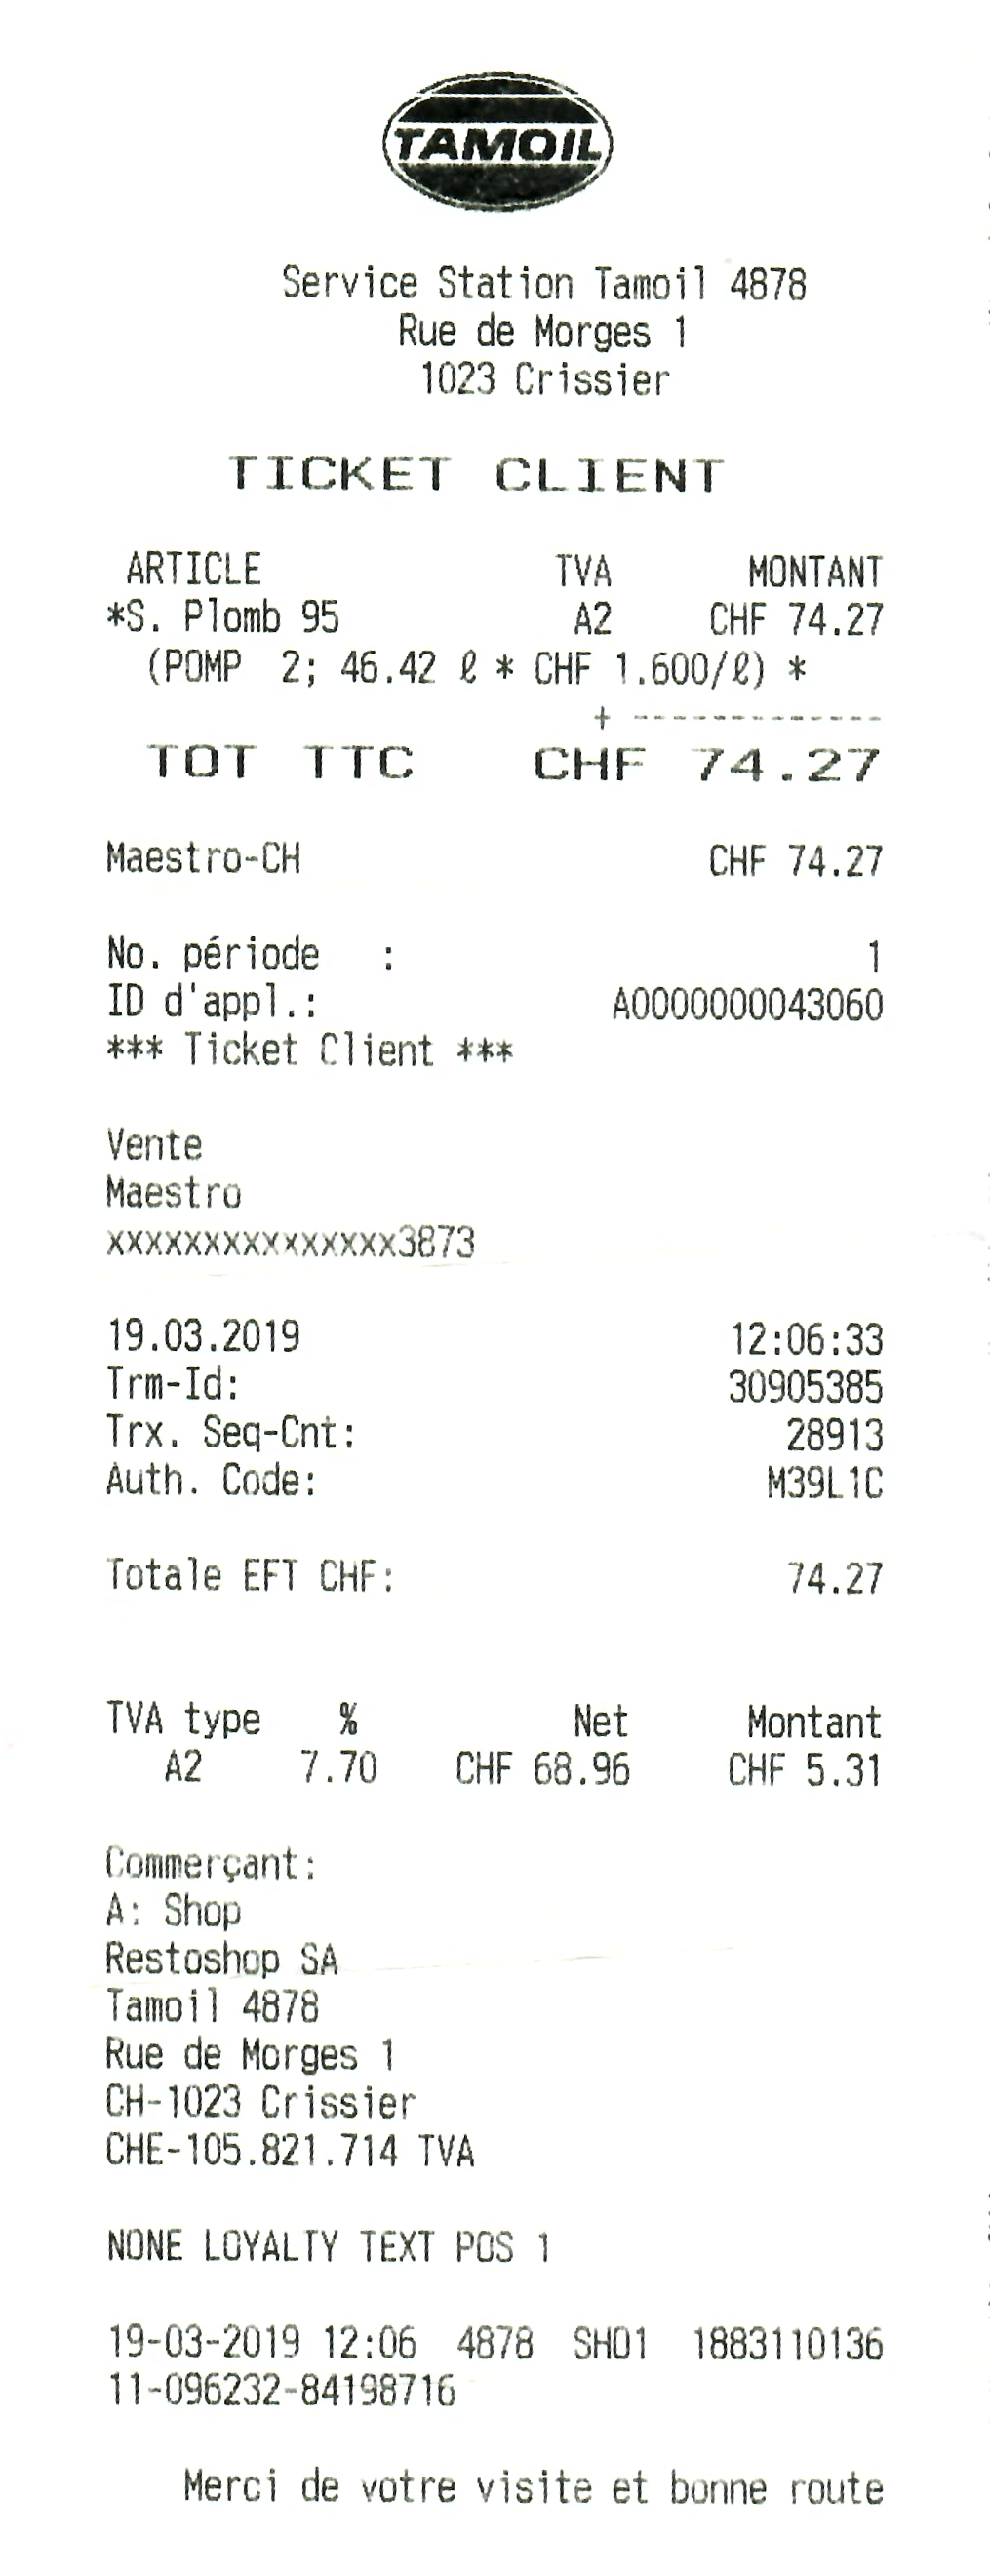 TAMOIL
Service Station Tamoil 4878
Rue de Morges 1
1023 Crissier
TICKET CLIENT
ARTICLE TVA MONTANT
*S. Plomb 95 A2 CHF 74.27
(POMP 2; 46.42 ℓ * CHF 1.600/ℓ) *
+ -------------
TOT TTC CHF 74.27
Maestro-CH CHF 74.27
No. période : 1
ID d'appl.: A0000000043060
*** Ticket Client ***
Vente
Maestro
xxxxxxxxxxxxxxx3873
19.03.2019 12:06:33
Trm-Id: 30905385
Trx. Seq-Cnt: 28913
Auth. Code: M39L1C
Totale EFT CHF: 74.27
TVA type % Net Montant
A2 7.70 CHF 68.96 CHF 5.31
Commerçant:
A: Shop
Restoshop SA
Tamoil 4878
Rue de Morges 1
CH-1023 Crissier
CHE-105.821.714 TVA
NONE LOYALTY TEXT POS 1
19-03-2019 12:06 4878 SH01 1883110136
11-096232-84198716
Merci de votre visite et bonne route